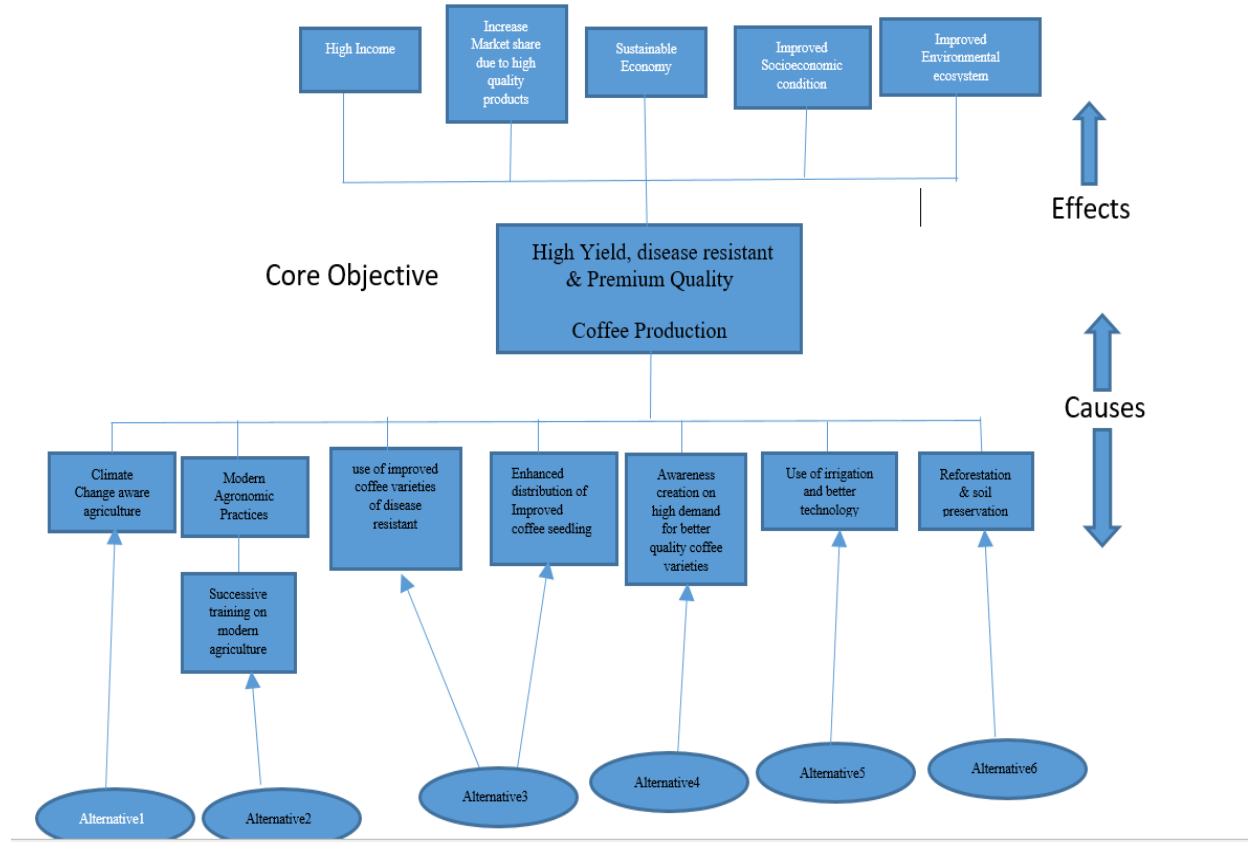 High Income
Increase
Market share
due to high
quality
products
Sustainable
Economy
Improved
Socioeconomic
condition
Improved
Environmental
ecosystem
Effects
Core Objective
High Yield, disease resistant
& Premium Quality
Coffee Production
Causes
Climate
Change aware
agriculture
Modern
Agronomic
Practices
use of improved
coffee varieties
of disease
resistant
Enhanced
distribution of
Improved
coffee seedling
Awareness
creation on
high demand
for better
quality coffee
varieties
Use of irrigation
and better
technology
Reforestation
& soil
preservation
Successive
training on
modern
agriculture
Alternative1
Alternative2
Alternative3
Alternative4
Alternative5
Alternative6